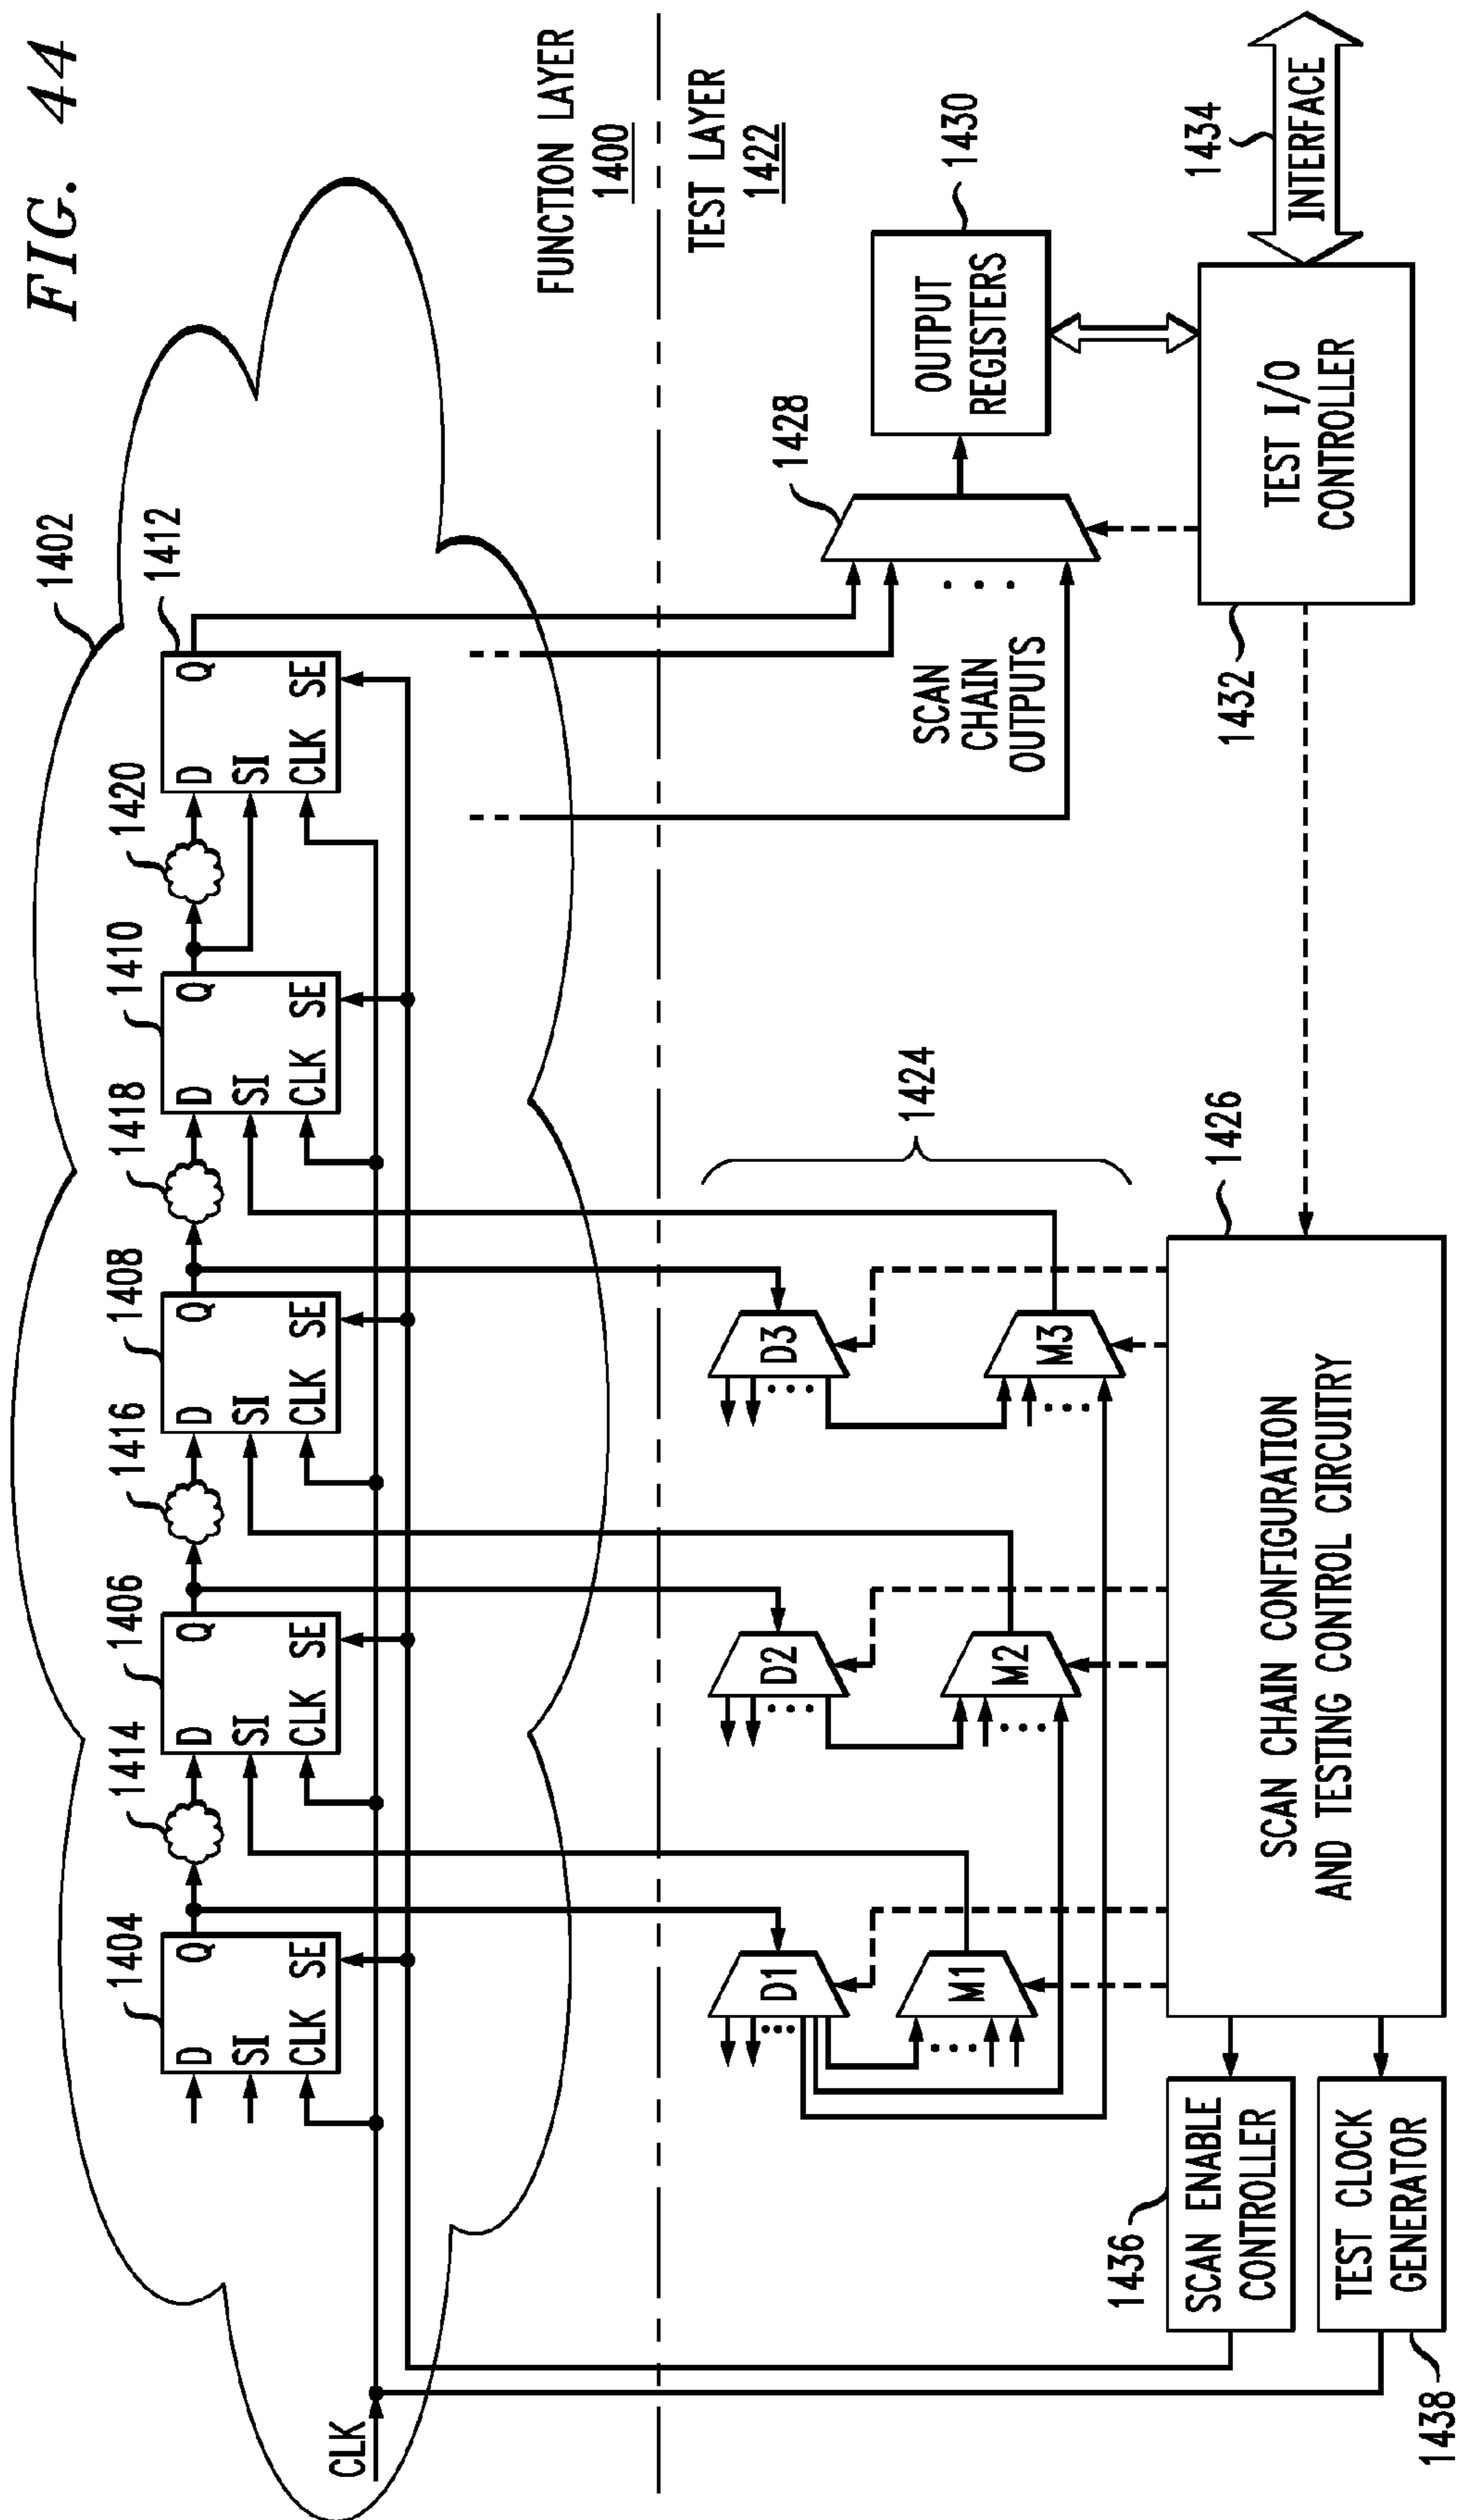 FIG. 44
1402
1404
1414
1406
1416
1408
1418
1410
1420
1412
D Q
SI
CLK SE
D Q
SI
CLK SE
D Q
SI
CLK SE
D Q
SI
CLK SE
D Q
SI
CLK SE
CLK
FUNCTION LAYER
1400
TEST LAYER
1422
D1
D2
D3
M1
M2
M3
1424
1428
SCAN
CHAIN
OUTPUTS
OUTPUT
REGISTERS
1430
1436
SCAN ENABLE
CONTROLLER
TEST CLOCK
GENERATOR
1438
SCAN CHAIN CONFIGURATION
AND TESTING CONTROL CIRCUITRY
1426
1432
TEST I/O
CONTROLLER
1434
INTERFACE